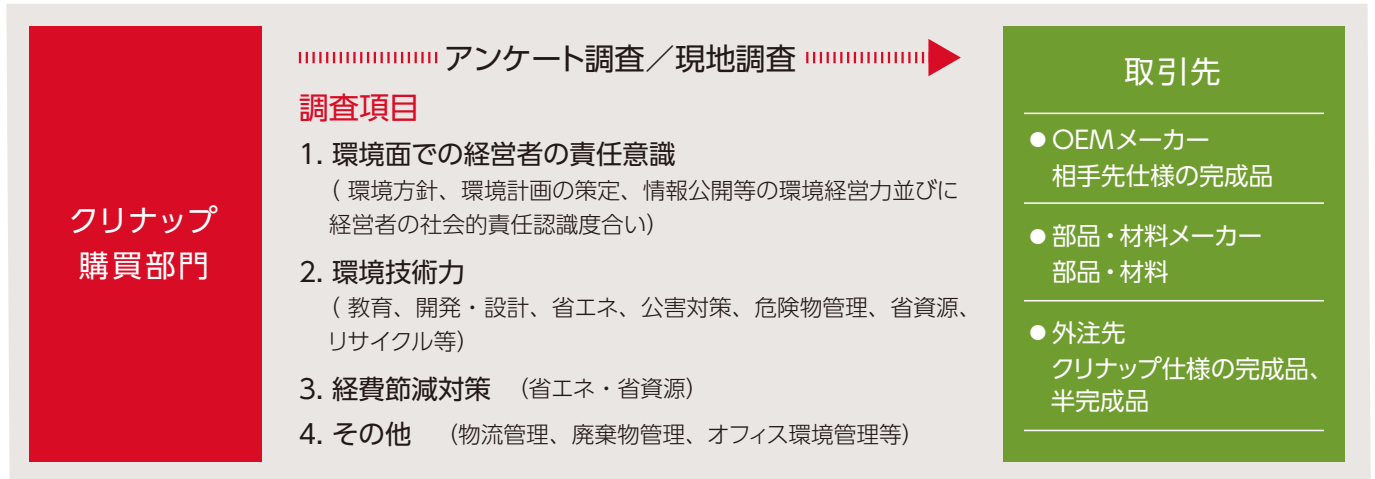 クリナップ
購買部門
アンケート調査／現地調査
調査項目
1. 環境面での経営者の責任意識
（環境方針、環境計画の策定、情報公開等の環境経営力並びに
経営者の社会的責任認識度合い）
2. 環境技術力
（教育、開発・設計、省エネ、公害対策、危険物管理、省資源、
リサイクル等）
3. 経費節減対策 （省エネ・省資源）
4. その他 （物流管理、廃棄物管理、オフィス環境管理等）
取引先
●OEMメーカー
相手先仕様の完成品
●部品・材料メーカー
部品・材料
●外注先
クリナップ仕様の完成品、
半完成品